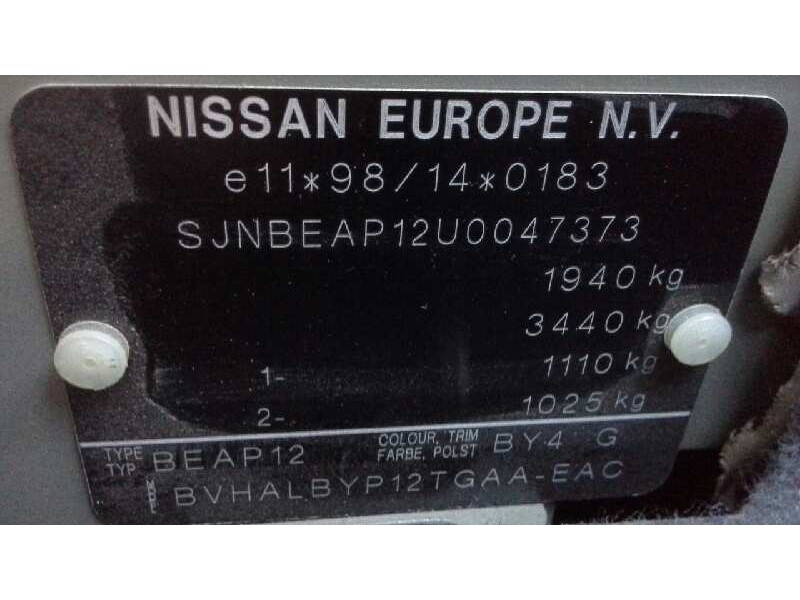 NISSAN EUROPE N.V.
e11*98/14*0183
SJNBEAP12U0047373
1940 kg
3440 kg
1- 1110 kg
2- 1025 kg
TYPE TYP BEAP12 COLOUR, TRIM FARBE, POLST BY4 G
MODEL BVHALBYP12TGAA-EAC